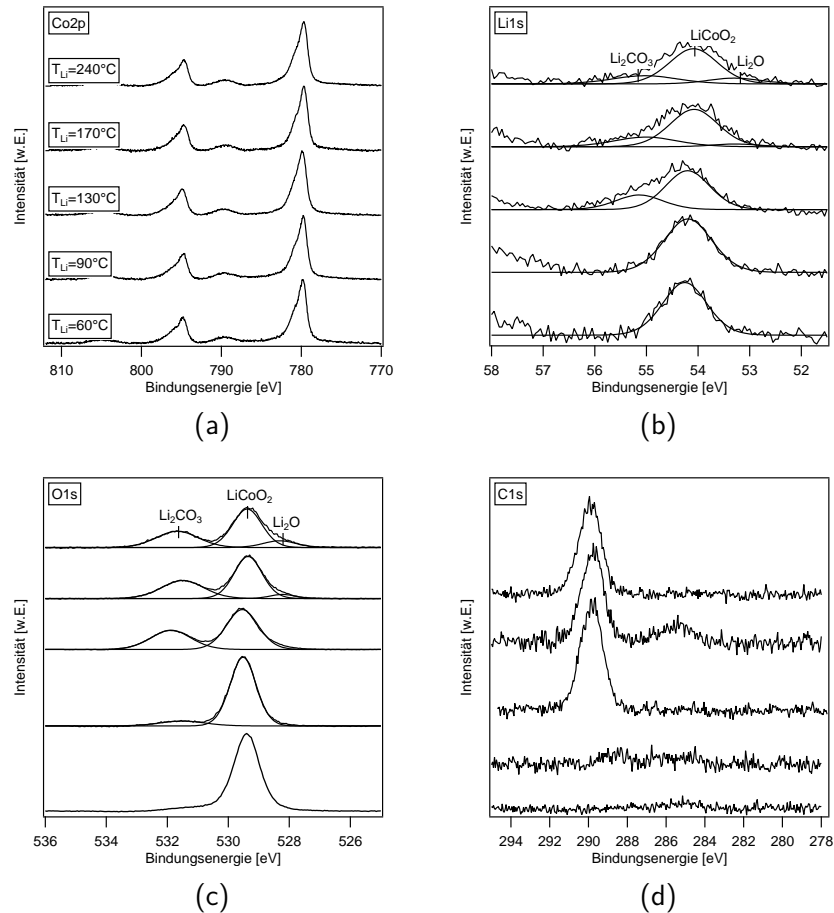 Co2p
T_Li=240°C
T_Li=170°C
T_Li=130°C
T_Li=90°C
T_Li=60°C
Intensität [w.E.]
810 800 790 780 770
Bindungsenergie [eV]
(a)
Li1s
LiCoO₂
Li₂CO₃
Li₂O
Intensität [w.E.]
58 57 56 55 54 53 52
Bindungsenergie [eV]
(b)
O1s
LiCoO₂
Li₂CO₃
Li₂O
Intensität [w.E.]
536 534 532 530 528 526
Bindungsenergie [eV]
(c)
C1s
Intensität [w.E.]
294 292 290 288 286 284 282 280 278
Bindungsenergie [eV]
(d)